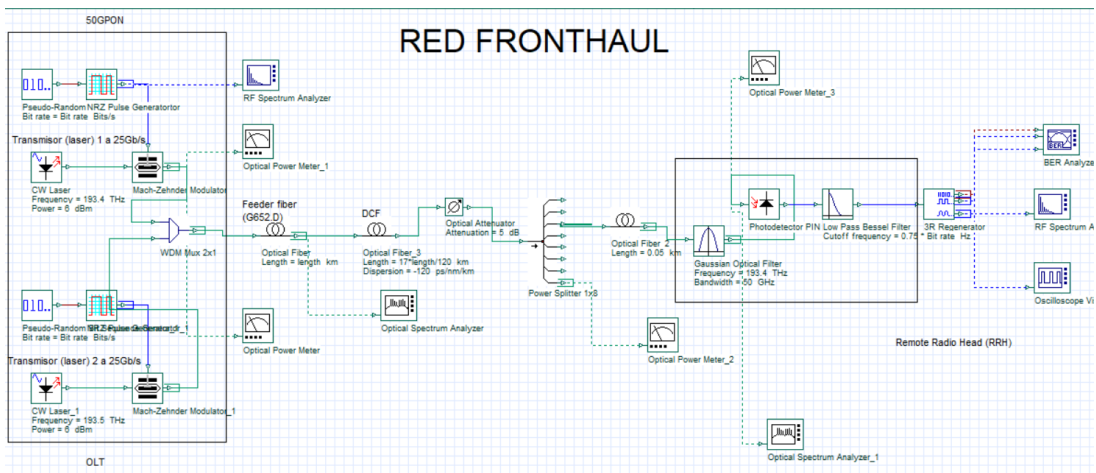 50GPON
RED FRONTHAUL
RF Spectrum Analyzer
Pseudo-Random
NRZ Pulse Generatortor
Bit rate = Bit rate Bits/s
Transmisor (laser) 1 a 25Gb/s
CW Laser
Frequency = 193.4 THz
Power = 6 dBm
Mach-Zehnder Modulator
Optical Power Meter_1
Optical Power Meter_3
WDM Mux 2x1
Feeder fiber
(G652.D)
Optical Fiber
Length = length km
DCF
Optical Fiber_3
Length = 17*length/120 km
Dispersion = -120 ps/nm/km
Optical Attenuator
Attenuation = 5 dB
Power Splitter 1x8
Optical Fiber_2
Length = 0.05 km
Gaussian Optical Filter
Frequency = 193.4 THz
Bandwidth = 50 GHz
Photodetector PIN
Low Pass Bessel Filter
Cutoff frequency = 0.75 * Bit rate Hz
3R Regenerator
BER Analyze
RF Spectrum A
Oscilloscope Vi
Pseudo-Random
Bit rate = Bit rate Bits/s
Optical Power Meter
Optical Spectrum Analyzer
Optical Power Meter_2
Remote Radio Head (RRH)
Transmisor (laser) 2 a 25Gb/s
CW Laser_1
Frequency = 193.5 THz
Power = 6 dBm
Mach-Zehnder Modulator_1
Optical Spectrum Analyzer_1
OLT